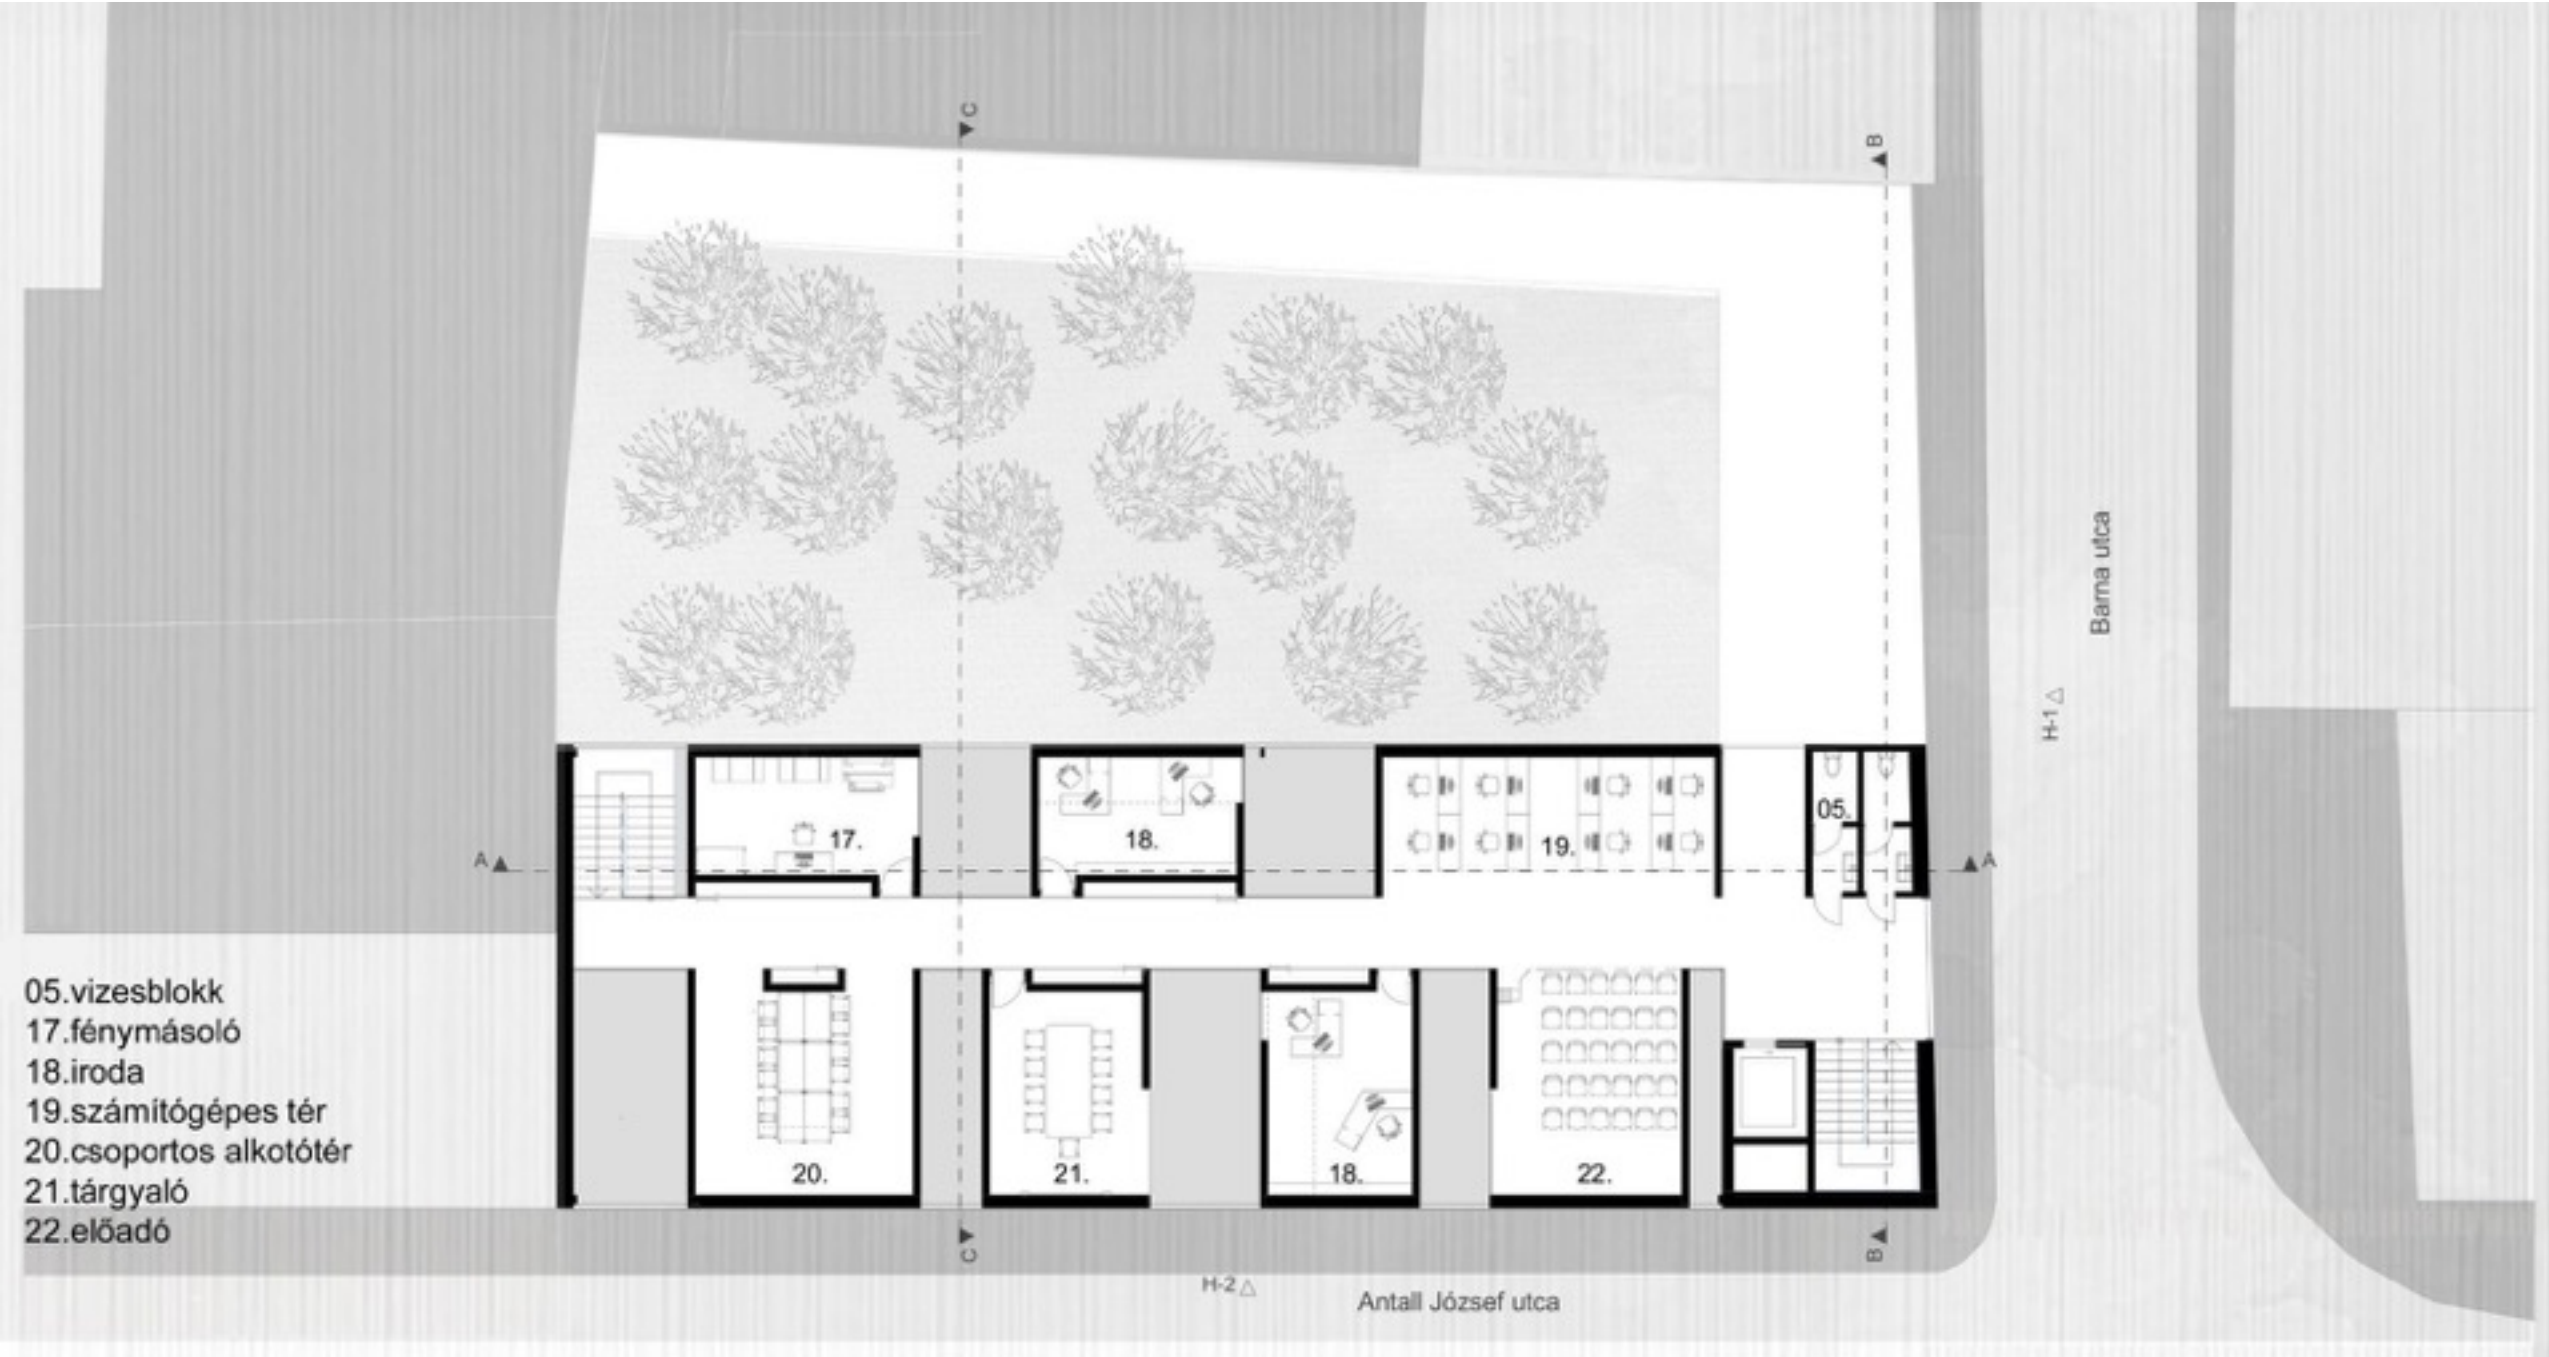 C
B
Barna utca
H-1
17.
18.
19.
05.
A
A
20.
21.
18.
22.
05.vizesblokk
17.fénymásoló
18.iroda
19.számítógépes tér
20.csoportos alkotótér
21.tárgyaló
22.előadó
C
B
H-2
Antall József utca